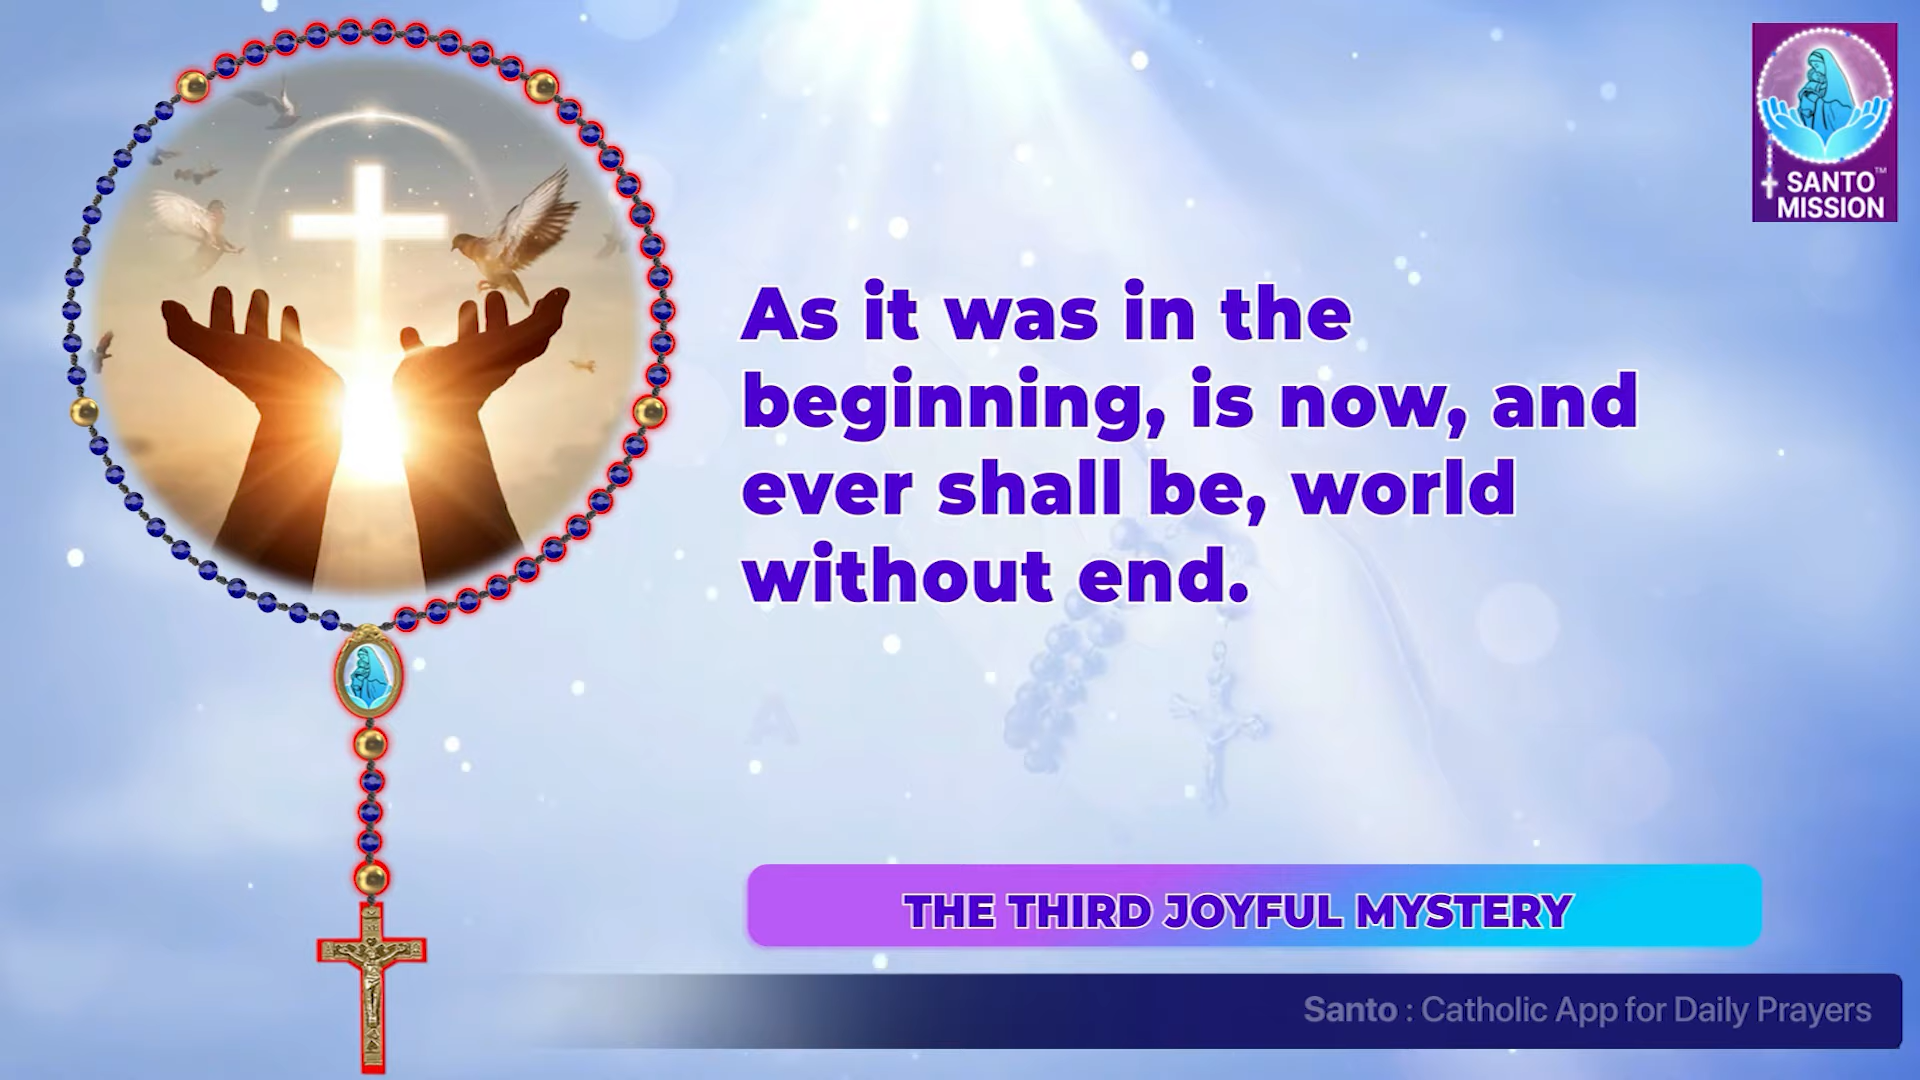 SANTO™
MISSION
As it was in the
beginning, is now, and
ever shall be, world
without end.
A
THE THIRD JOYFUL MYSTERY
Santo : Catholic App for Daily Prayers